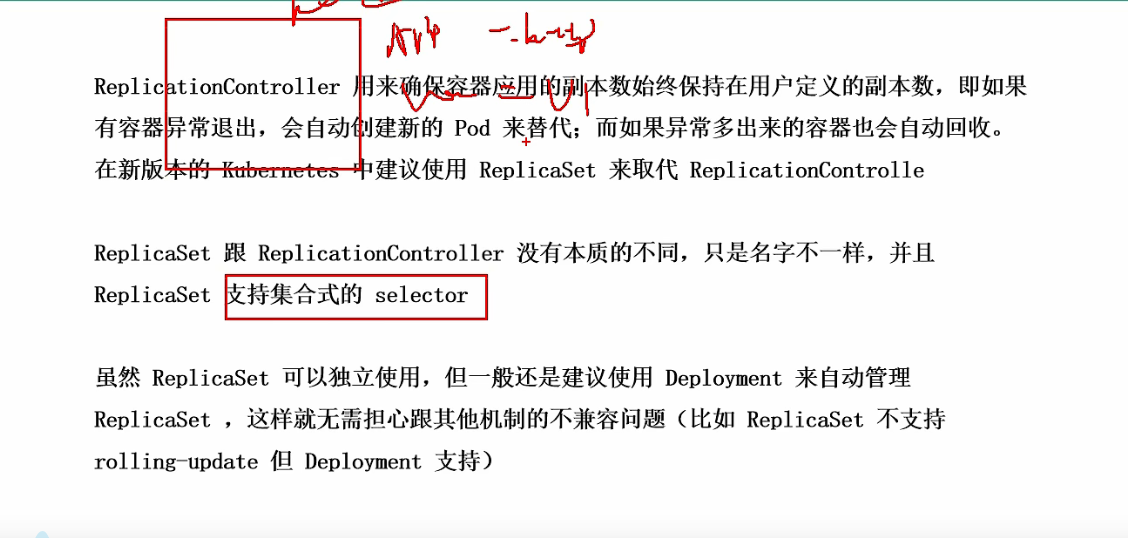 ReplicationController 用来确保容器应用的副本数始终保持在用户定义的副本数，即如果
有容器异常退出，会自动创建新的 Pod 来替代；而如果异常多出来的容器也会自动回收。
在新版本的 Kubernetes 中建议使用 ReplicaSet 来取代 ReplicationControlle
ReplicaSet 跟 ReplicationController 没有本质的不同，只是名字不一样，并且
ReplicaSet 支持集合式的 selector
虽然 ReplicaSet 可以独立使用，但一般还是建议使用 Deployment 来自动管理
ReplicaSet ，这样就无需担心跟其他机制的不兼容问题（比如 ReplicaSet 不支持
rolling-update 但 Deployment 支持）